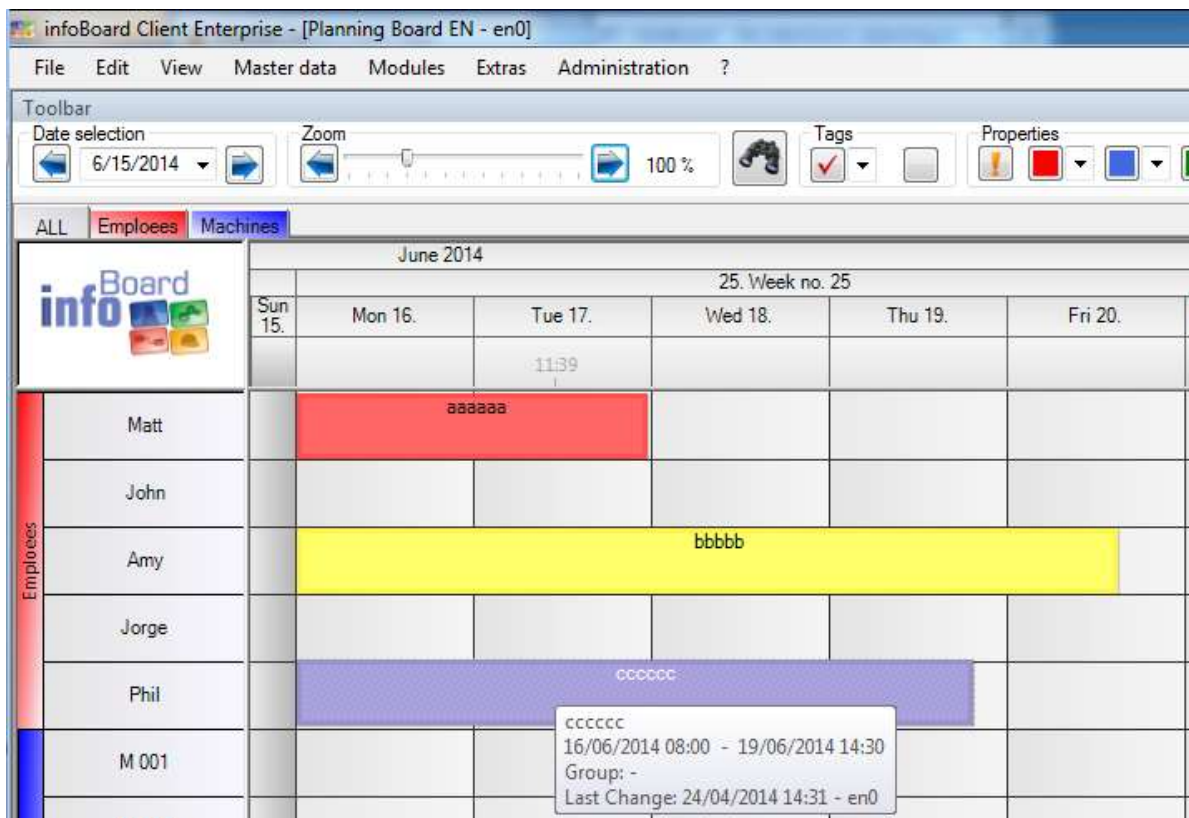 infoBoard Client Enterprise - [Planning Board EN - en0]
File Edit View Master data Modules Extras Administration ?
Toolbar
Date selection Zoom Tags Properties
6/15/2014 100 %
ALL Emploees Machines
info Board
June 2014
25. Week no. 25
Sun 15. Mon 16. Tue 17. Wed 18. Thu 19. Fri 20.
11:39
Emploees
Matt aaaaaa
John
Amy bbbbb
Jorge
Phil cccccc
cccccc
16/06/2014 08:00 - 19/06/2014 14:30
Group: -
Last Change: 24/04/2014 14:31 - en0
M 001